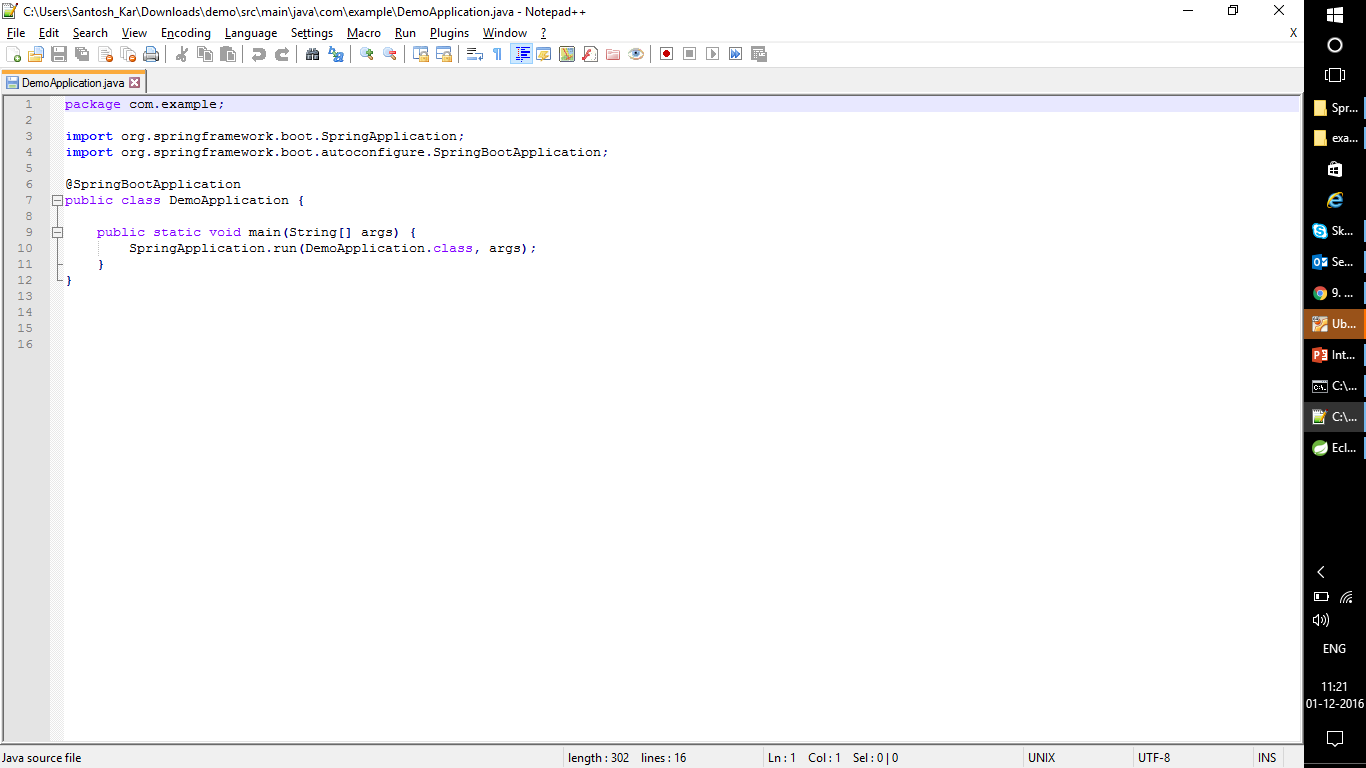 C:\Users\Santosh_Kar\Downloads\demo\src\main\java\com\example\DemoApplication.java - Notepad++
File Edit Search View Encoding Language Settings Macro Run Plugins Window ? X
DemoApplication.java
1 package com.example;
2
3 import org.springframework.boot.SpringApplication;
4 import org.springframework.boot.autoconfigure.SpringBootApplication;
5
6 @SpringBootApplication
7 public class DemoApplication {
8
9 public static void main(String[] args) {
10 SpringApplication.run(DemoApplication.class, args);
11 }
12 }
13
14
15
16
Java source file length : 302 lines : 16 Ln : 1 Col : 1 Sel : 0 | 0 UNIX UTF-8 INS
Spr...
exa...
Sk...
Se...
9. ...
Ub...
Int...
C:\...
C:\...
Ecl...
ENG
11:21
01-12-2016